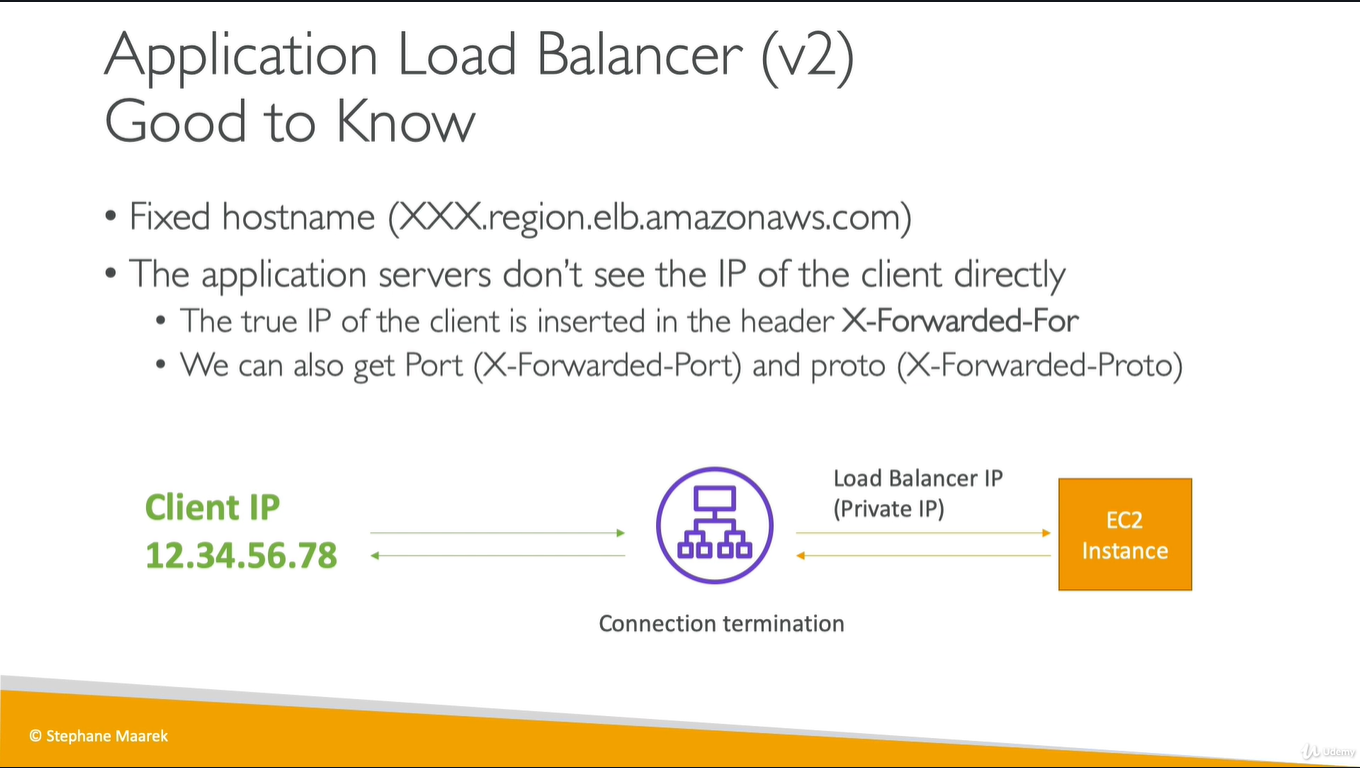 Application Load Balancer (v2)
Good to Know
• Fixed hostname (XXX.region.elb.amazonaws.com)
• The application servers don’t see the IP of the client directly
• The true IP of the client is inserted in the header X-Forwarded-For
• We can also get Port (X-Forwarded-Port) and proto (X-Forwarded-Proto)
Client IP
12.34.56.78
Load Balancer IP
(Private IP)
EC2
Instance
Connection termination
© Stephane Maarek
Udemy